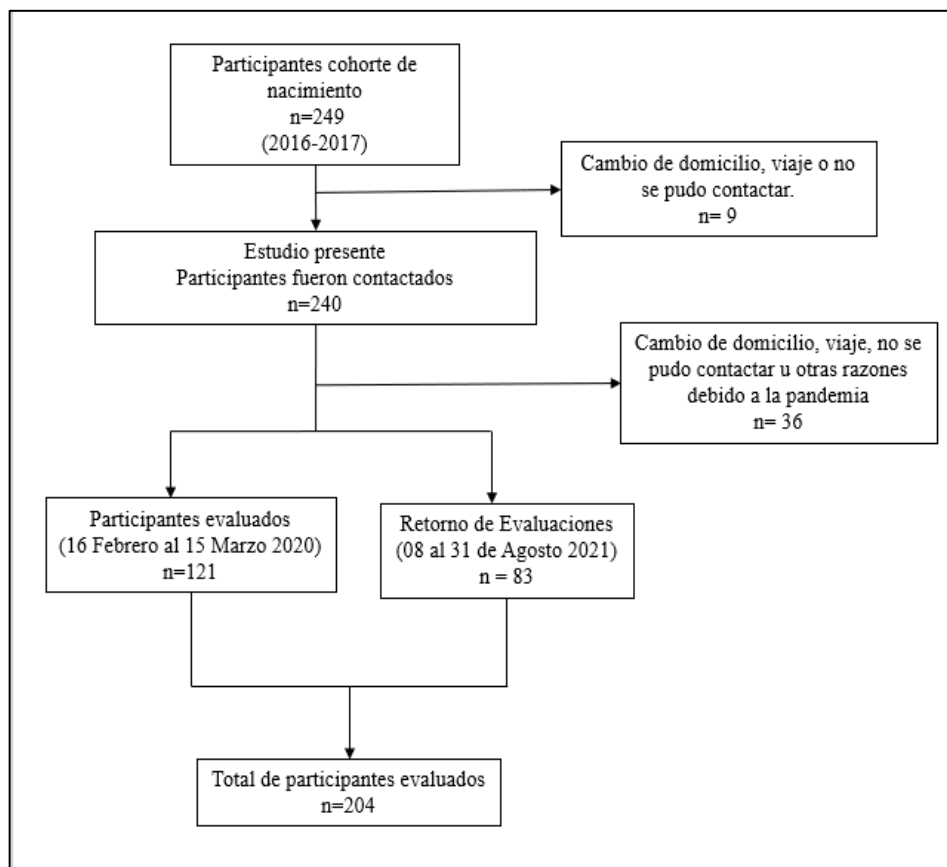 Participantes cohorte de
nacimiento
n=249
(2016-2017)
Cambio de domicilio, viaje o no
se pudo contactar.
n= 9
Estudio presente
Participantes fueron contactados
n=240
Cambio de domicilio, viaje, no se
pudo contactar u otras razones
debido a la pandemia
n= 36
Participantes evaluados
(16 Febrero al 15 Marzo 2020)
n=121
Retorno de Evaluaciones
(08 al 31 de Agosto 2021)
n = 83
Total de participantes evaluados
n=204